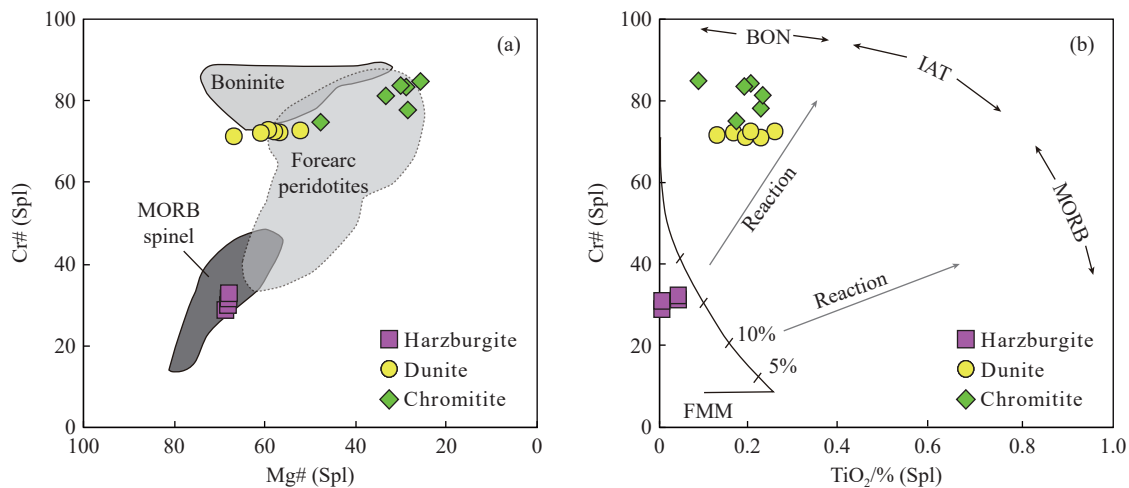 (a)
100
80
60
40
20
0
Cr# (Spl)
100
80
60
40
20
0
Mg# (Spl)
Boninite
Forearc
peridotites
MORB
spinel
Harzburgite
Dunite
Chromitite
(b)
100
80
60
40
20
0
Cr# (Spl)
0
0.2
0.4
0.6
0.8
1.0
TiO₂/% (Spl)
BON
IAT
MORB
Reaction
Reaction
10%
5%
FMM
Harzburgite
Dunite
Chromitite